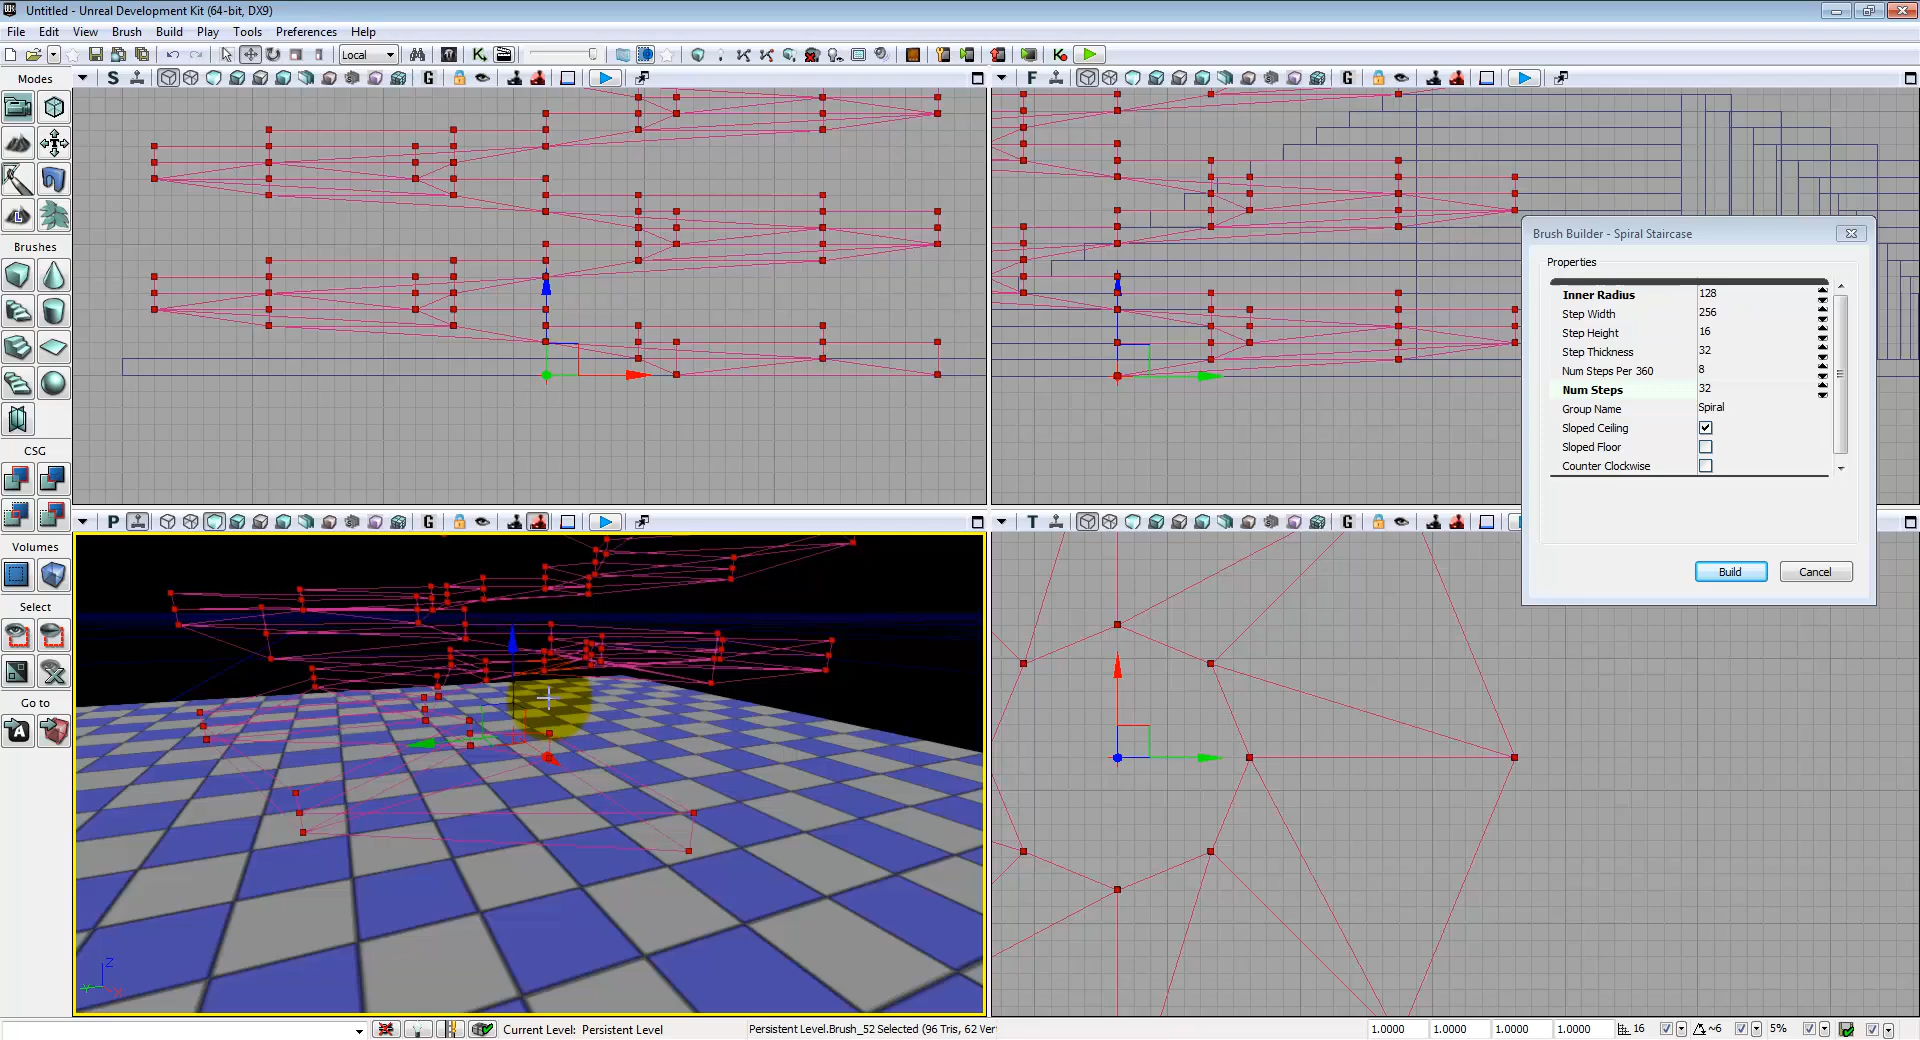 Untitled - Unreal Development Kit (64-bit, DX9)
File Edit View Brush Build Play Tools Preferences Help
Local
Modes
S
G
F
G
Brushes
CSG
Volumes
Select
Go to
A
Brush Builder - Spiral Staircase
Properties
Inner Radius 128
Step Width 256
Step Height 16
Step Thickness 32
Num Steps Per 360 8
Num Steps 32
Group Name Spiral
Sloped Ceiling
Sloped Floor
Counter Clockwise
Build Cancel
P
G
T
G
Z
Y
X
Current Level: Persistent Level
Persistent Level.Brush_52 Selected (96 Tris, 62 Ver
1.0000 1.0000 1.0000 1.0000 16 ~6 5%